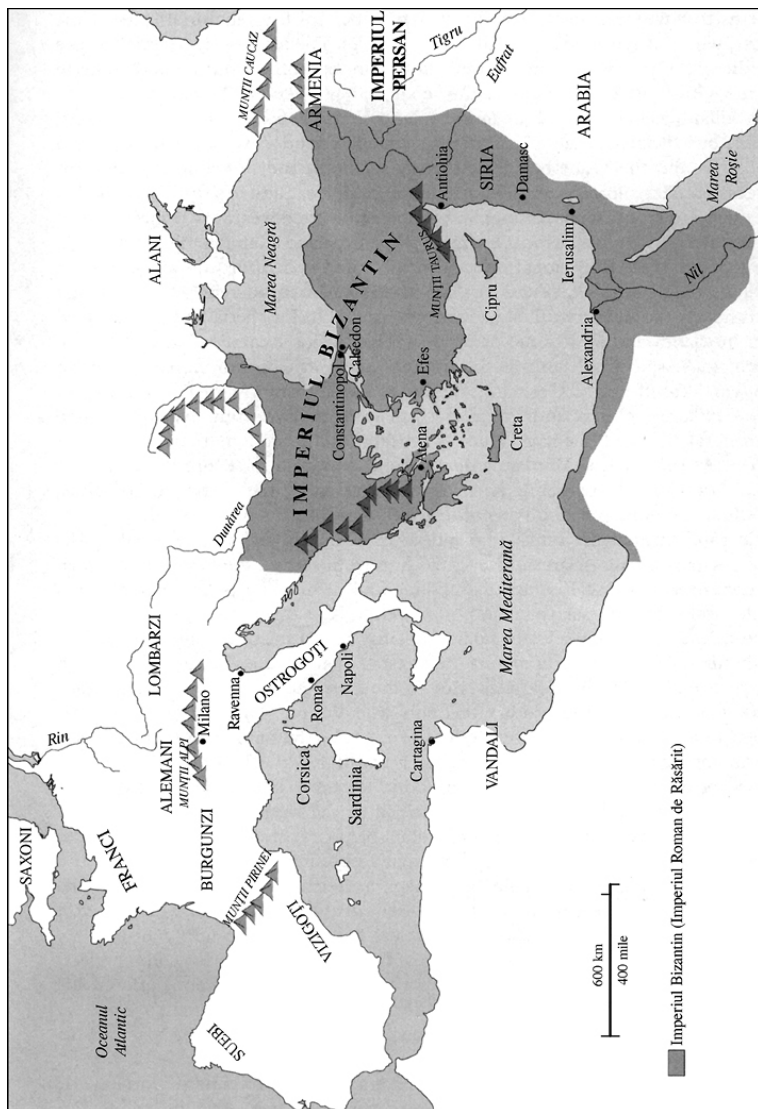 SAXONI
Oceanul
Atlantic
FRANCI
Rin
ALEMANI
MUNȚII ALPI
Milano
LOMBARZI
BURGUNZI
MUNȚII PIRINEI
SUEBI
VIZIGOȚI
Ravenna
OSTROGOȚI
Roma
Napoli
Corsica
Sardinia
Cartagina
VANDALI
Marea Mediterană
Dunărea
IMPERIUL BIZANTIN
Constantinopol
Calcedon
Atena
Efes
Creta
ALANI
Marea Neagră
MUNȚII CAUCAZ
ARMENIA
IMPERIUL
PERSAN
Tigru
Eufrat
MUNȚII TAURUS
Antiohia
SIRIA
Damasc
Cipru
Ierusalim
ARABIA
Alexandria
Nil
Marea
Roșie
600 km
400 mile
Imperiul Bizantin (Imperiul Roman de Răsărit)